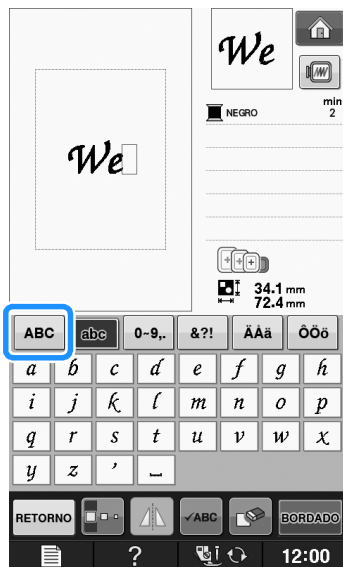 We
We
NEGRO
min
2
34.1 mm
72.4 mm
ABC abc 0~9,. &?! ÄÀä ÔÖö
a b c d e f g h
i j k l m n o p
q r s t u v w x
y z ’ ⎵
RETORNO ✓ABC BORDADO
? 12:00